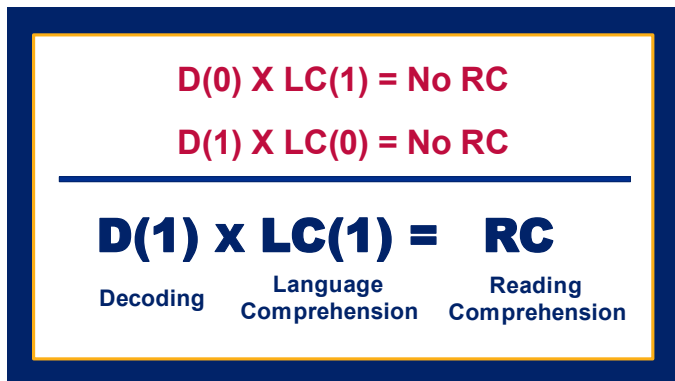 D(0) X LC(1) = No RC
D(1) X LC(0) = No RC
D(1) x LC(1) = RC
Decoding
Language
Comprehension
Reading
Comprehension